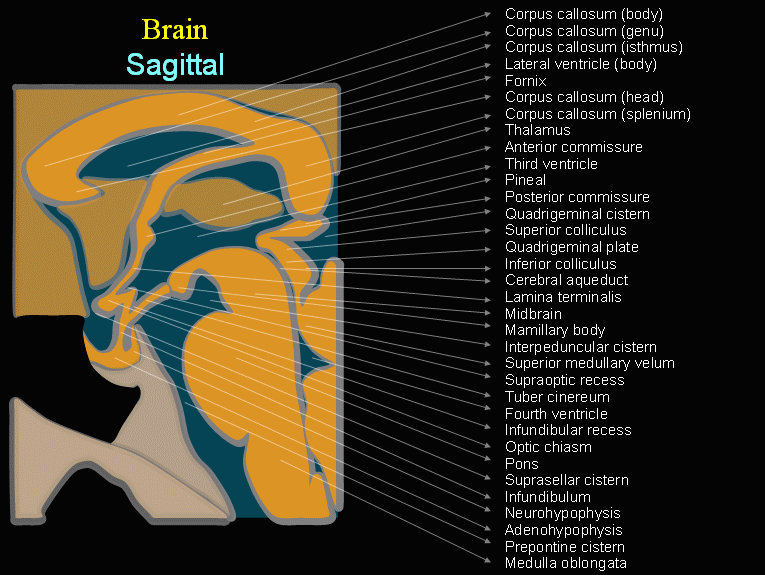 Brain
Sagittal
Corpus callosum (body)
Corpus callosum (genu)
Corpus callosum (isthmus)
Lateral ventricle (body)
Fornix
Corpus callosum (head)
Corpus callosum (splenium)
Thalamus
Anterior commissure
Third ventricle
Pineal
Posterior commissure
Quadrigeminal cistern
Superior colliculus
Quadrigeminal plate
Inferior colliculus
Cerebral aqueduct
Lamina terminalis
Midbrain
Mamillary body
Interpeduncular cistern
Superior medullary velum
Supraoptic recess
Tuber cinereum
Fourth ventricle
Infundibular recess
Optic chiasm
Pons
Suprasellar cistern
Infundibulum
Neurohypophysis
Adenohypophysis
Prepontine cistern
Medulla oblongata